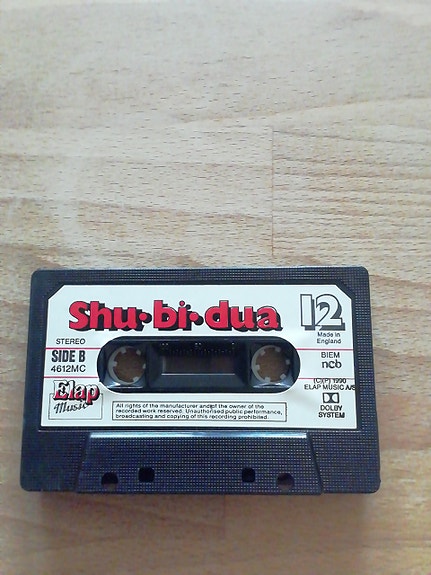 Shu·bi·dua
12
Made in
England
STEREO
SIDE B
4612MC
BIEM
ncb
(C)(P) 1990
ELAP MUSIC A/S
Elap
Music
DOLBY
SYSTEM
All rights of the manufacturer and of the owner of the
recorded work reserved. Unauthorised public performance,
broadcasting and copying of this recording prohibited.